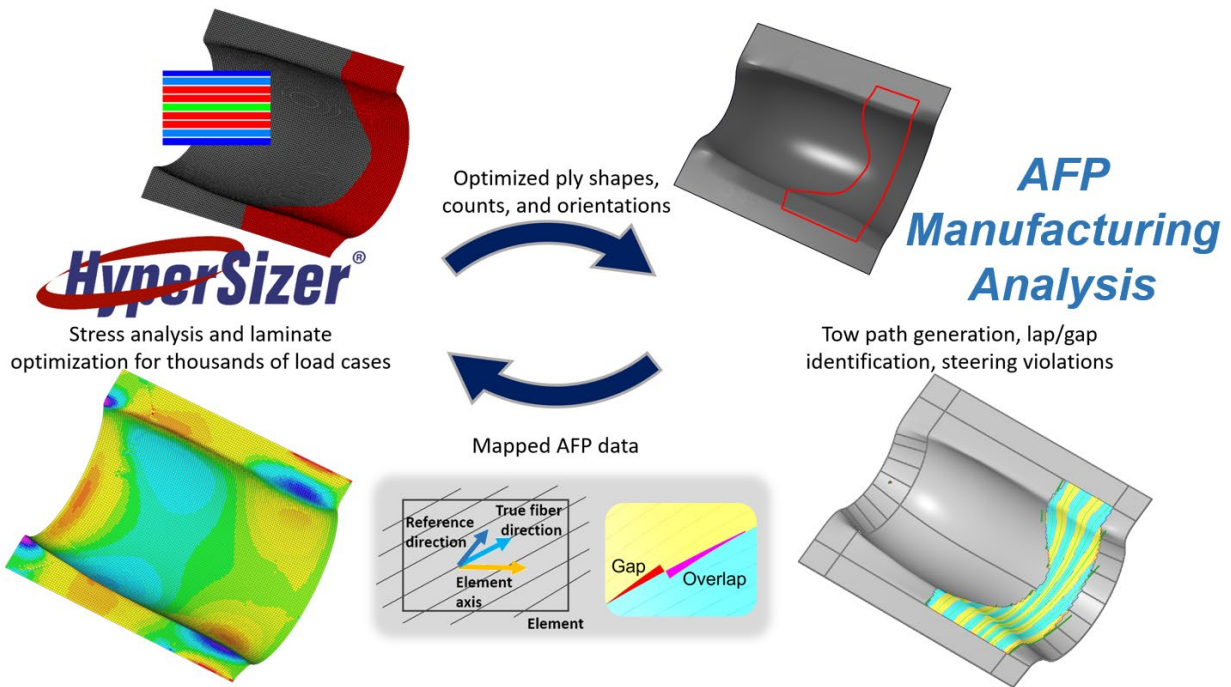 Optimized ply shapes,
counts, and orientations
AFP
Manufacturing
Analysis
HyperSizer®
Stress analysis and laminate
optimization for thousands of load cases
Tow path generation, lap/gap
identification, steering violations
Mapped AFP data
Reference
direction
True fiber
direction
Element
axis
Element
Gap
Overlap